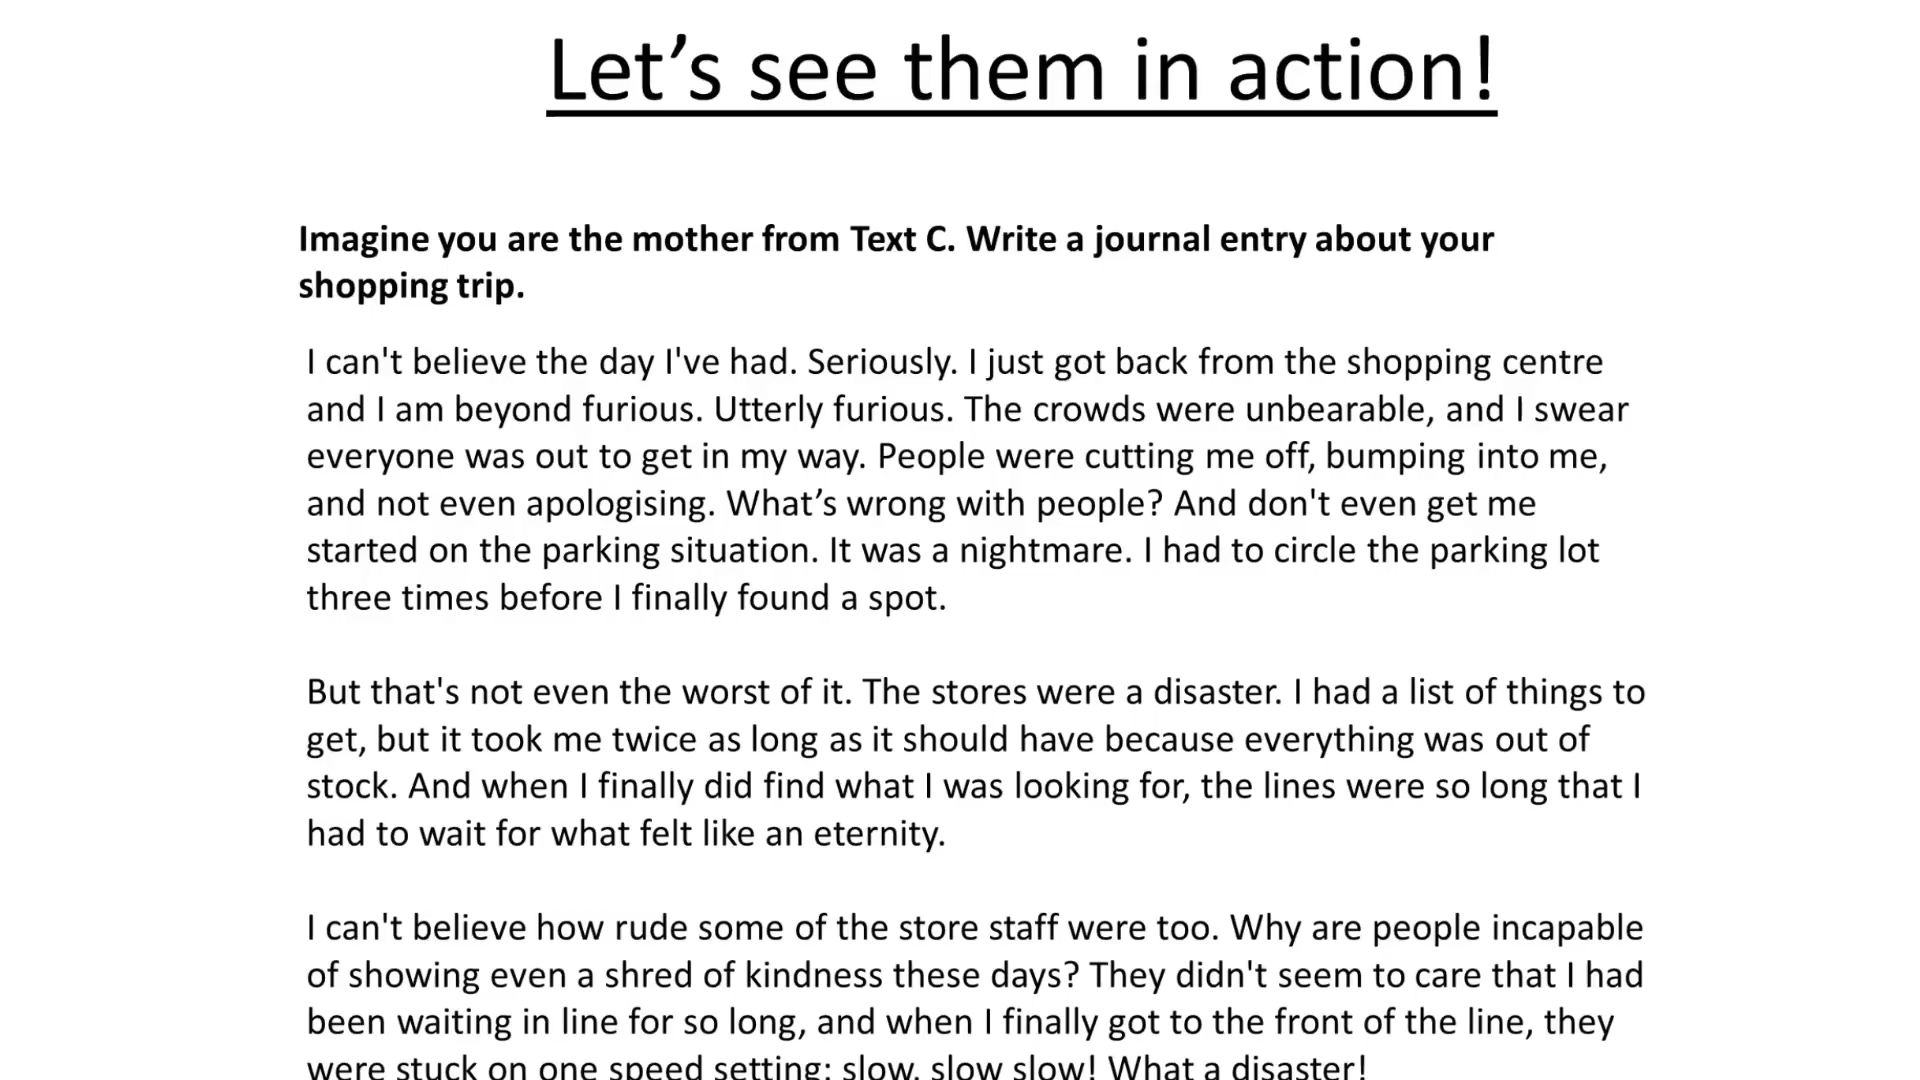 Let’s see them in action!
Imagine you are the mother from Text C. Write a journal entry about your
shopping trip.
I can't believe the day I've had. Seriously. I just got back from the shopping centre
and I am beyond furious. Utterly furious. The crowds were unbearable, and I swear
everyone was out to get in my way. People were cutting me off, bumping into me,
and not even apologising. What’s wrong with people? And don't even get me
started on the parking situation. It was a nightmare. I had to circle the parking lot
three times before I finally found a spot.
But that's not even the worst of it. The stores were a disaster. I had a list of things to
get, but it took me twice as long as it should have because everything was out of
stock. And when I finally did find what I was looking for, the lines were so long that I
had to wait for what felt like an eternity.
I can't believe how rude some of the store staff were too. Why are people incapable
of showing even a shred of kindness these days? They didn't seem to care that I had
been waiting in line for so long, and when I finally got to the front of the line, they
were stuck on one speed setting: slow, slow slow! What a disaster!